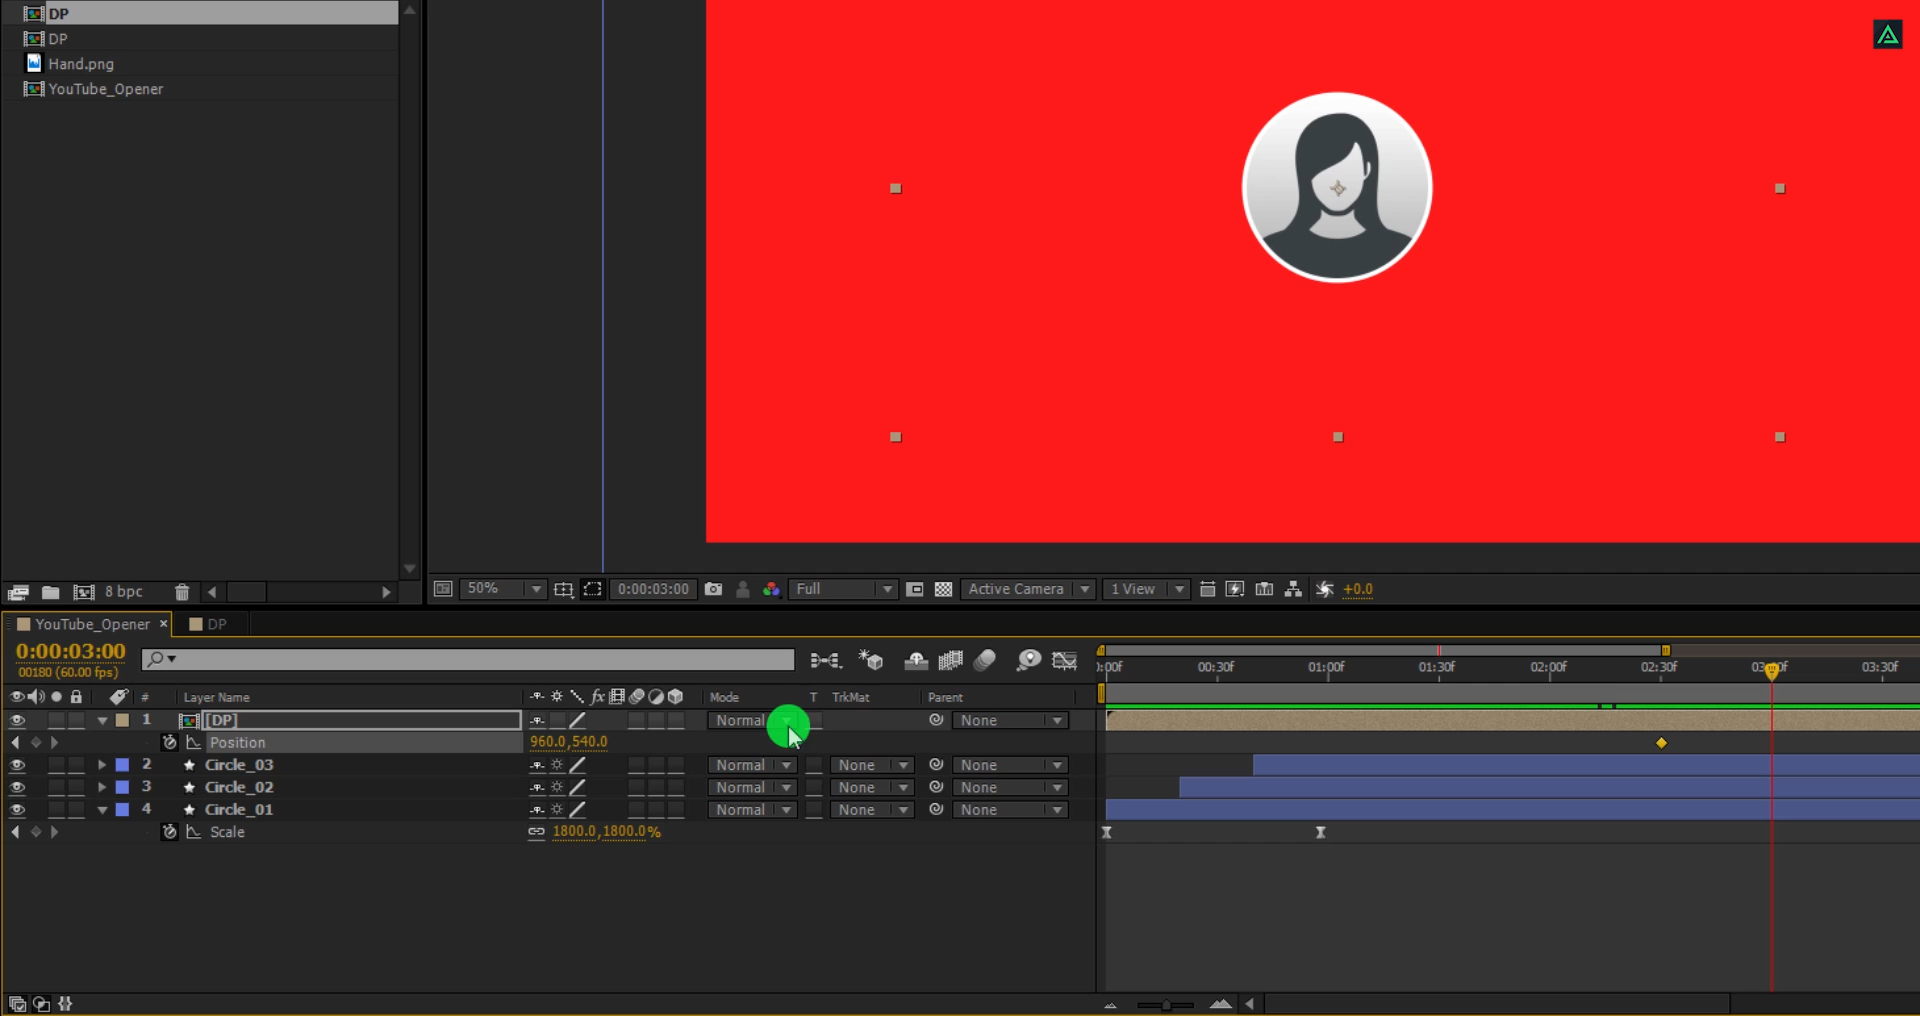 DP
DP
Hand.png
YouTube_Opener
8 bpc
50%
0:00:03:00
Full
Active Camera
1 View
+0.0
YouTube_Opener ×
DP
0:00:03:00
00180 (60.00 fps)
00:30f 01:00f 01:30f 02:00f 02:30f 03:30f
# Layer Name fx Mode T TrkMat Parent
1 [DP] Normal None
Position 960.0,540.0
2 Circle_03 Normal None None
3 Circle_02 Normal None None
4 Circle_01 Normal None None
Scale 1800.0,1800.0%